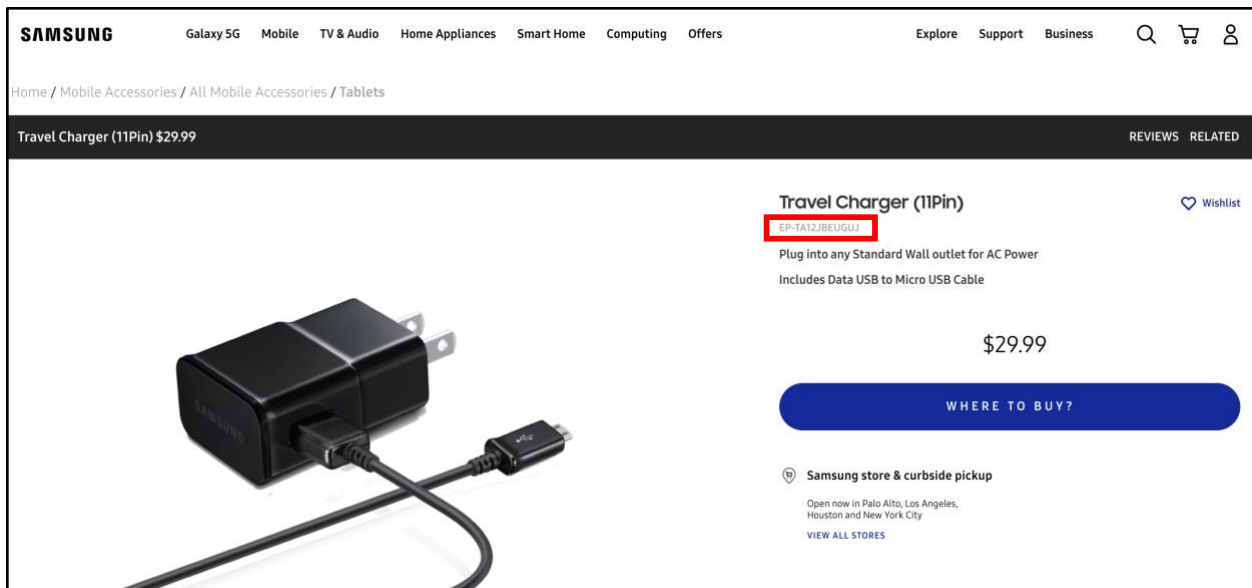 SAMSUNG Galaxy 5G Mobile TV & Audio Home Appliances Smart Home Computing Offers Explore Support Business
Home / Mobile Accessories / All Mobile Accessories / Tablets
Travel Charger (11Pin) $29.99 REVIEWS RELATED
Travel Charger (11Pin) Wishlist
EP-TA12JBEUGUJ
Plug into any Standard Wall outlet for AC Power
Includes Data USB to Micro USB Cable
$29.99
WHERE TO BUY?
SAMSUNG
Samsung store & curbside pickup
Open now in Palo Alto, Los Angeles,
Houston and New York City
VIEW ALL STORES